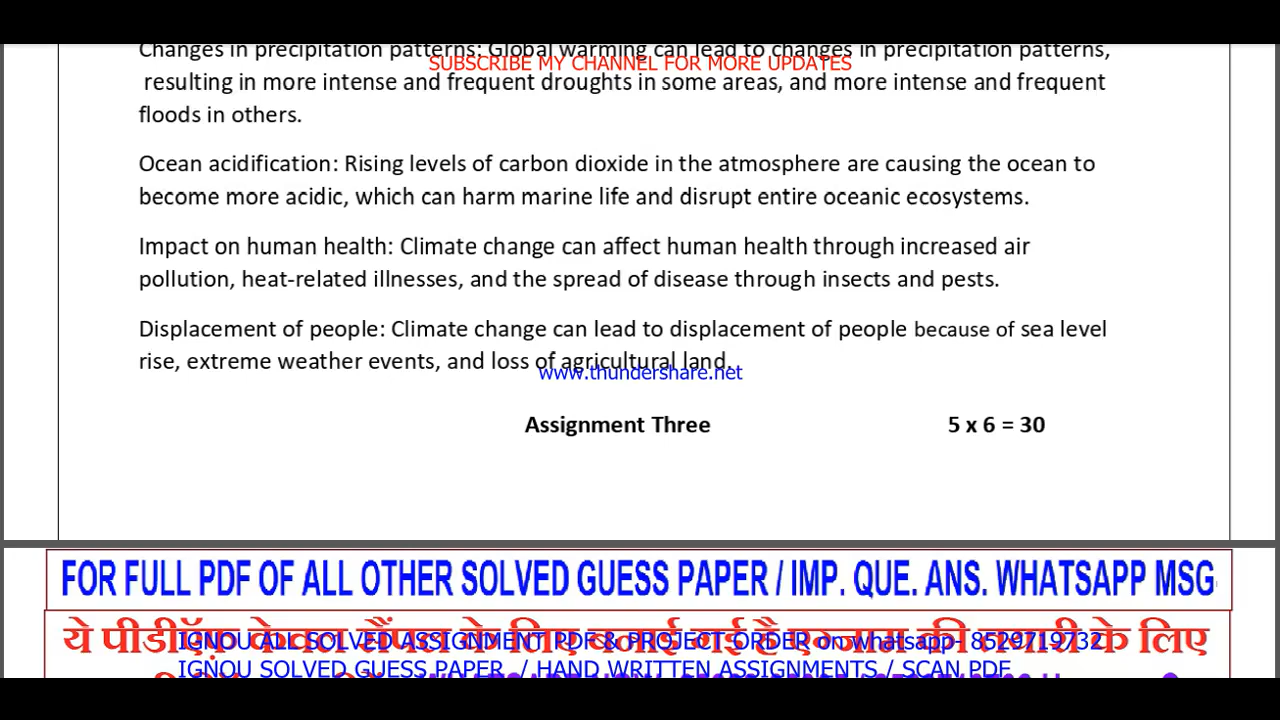 Changes in precipitation patterns: Global warming can lead to changes in precipitation patterns,
SUBSCRIBE MY CHANNEL FOR MORE UPDATES
resulting in more intense and frequent droughts in some areas, and more intense and frequent
floods in others.
Ocean acidification: Rising levels of carbon dioxide in the atmosphere are causing the ocean to
become more acidic, which can harm marine life and disrupt entire oceanic ecosystems.
Impact on human health: Climate change can affect human health through increased air
pollution, heat-related illnesses, and the spread of disease through insects and pests.
Displacement of people: Climate change can lead to displacement of people because of sea level
rise, extreme weather events, and loss of agricultural land.
www.thundershare.net
Assignment Three 5 x 6 = 30
FOR FULL PDF OF ALL OTHER SOLVED GUESS PAPER / IMP. QUE. ANS. WHATSAPP MSG
ये पीडीऍफ़ केवल सैंपल के लिए बनाई गई है एग्जाम की तयारी के लिए
IGNOU ALL SOLVED ASSIGNMENT PDF & PROJECT ORDER on whatsapp- 8529719732
IGNOU SOLVED GUESS PAPER / HAND WRITTEN ASSIGNMENTS / SCAN PDF